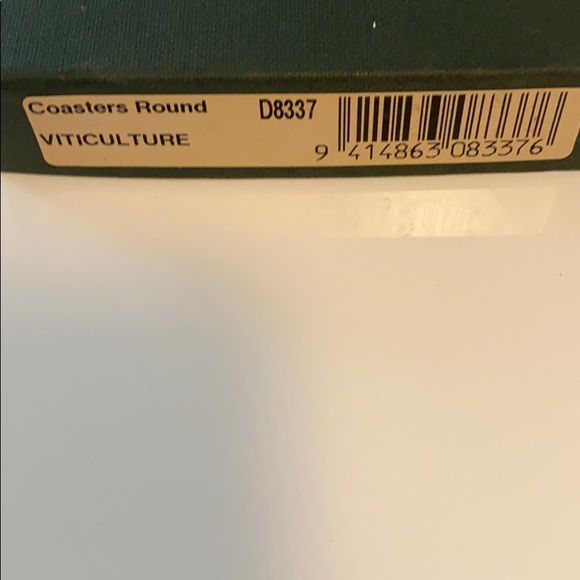 Coasters Round D8337
VITICULTURE
9 414863 083376